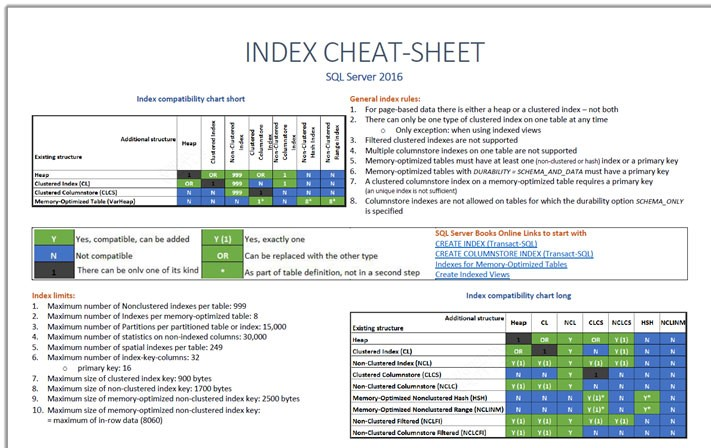 INDEX CHEAT-SHEET
SQL Server 2016
Index compatibility chart short
Additional structure
Existing structure
Heap
Clustered Index
Non-Clustered Index
Clustered Columnstore Index
Non-Clustered Columnstore Index
Non-Clustered Hash Index
Non-Clustered Range Index
Heap 1 OR 999 OR 1 N N
Clustered Index (CL) OR 1 999 N 1 N N
Clustered Columnstore (CLCS) N N 999 1 N N N
Memory-Optimized Table (VarHeap) N N N 1* N 8* 8*
General index rules:
1. For page-based data there is either a heap or a clustered index – not both
2. There can only be one type of clustered index on one table at any time
o Only exception: when using indexed views
3. Filtered clustered indexes are not supported
4. Multiple columnstore indexes on one table are not supported
5. Memory-optimized tables must have at least one (non-clustered or hash) index or a primary key
6. Memory-optimized tables with DURABILITY = SCHEMA_AND_DATA must have a primary key
7. A clustered columnstore index on a memory-optimized table requires a primary key
(an unique index is not sufficient)
8. Columnstore indexes are not allowed on tables for which the durability option SCHEMA_ONLY
is specified
Y Yes, compatible, can be added
N Not compatible
1 There can be only one of its kind
Y (1) Yes, exactly one
OR Can be replaced with the other type
* As part of table definition, not in a second step
SQL Server Books Online Links to start with
CREATE INDEX (Transact-SQL)
CREATE COLUMNSTORE INDEX (Transact-SQL)
Indexes for Memory-Optimized Tables
Create Indexed Views
Index limits:
1. Maximum number of Nonclustered indexes per table: 999
2. Maximum number of Indexes per memory-optimized table: 8
3. Maximum number of Partitions per partitioned table or index: 15,000
4. Maximum number of statistics on non-indexed columns: 30,000
5. Maximum number of spatial indexes per table: 249
6. Maximum number of index-key-columns: 32
o primary key: 16
7. Maximum size of clustered index key: 900 bytes
8. Maximum size of non-clustered index key: 1700 bytes
9. Maximum size of memory-optimized non-clustered index key: 2500 bytes
10. Maximum size of memory-optimized non-clustered index key:
= maximum of in-row data (8060)
Index compatibility chart long
Additional structure Heap CL NCL CLCS NCLCS HSH NCLINM
Existing structure
Heap 1 OR Y OR Y (1) N N
Clustered Index (CL) OR 1 Y N Y (1) N N
Non-Clustered Index (NCL) Y (1) Y (1) Y Y (1) Y (1) N N
Clustered Columnstore (CLCS) N N Y 1 N N N
Non-Clustered Columnstore (NCLC) Y (1) Y (1) Y N N N N
Memory-Optimized Nonclustered Hash (HSH) N N N Y (1)* N Y* N
Memory-Optimized Nonclustered Range (NCLINM) N N N Y (1)* N Y* N
Non-Clustered Filtered (NCLFI) Y (1) Y (1) Y Y (1) Y (1) N N
Non-Clustered Columnstore Filtered (NCLCFI) Y (1) Y (1) Y N N N N